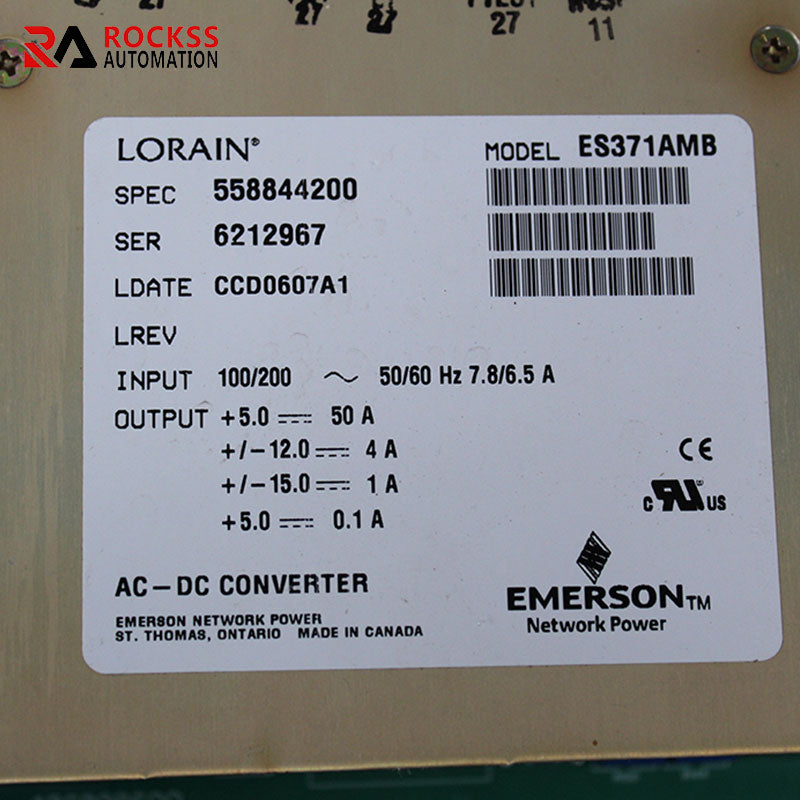 RA ROCKSS
AUTOMATION
27
27
27
27
11
LORAIN®
MODEL ES371AMB
SPEC 558844200
SER 6212967
LDATE CCD0607A1
LREV
INPUT 100/200 ~ 50/60 Hz 7.8/6.5 A
OUTPUT +5.0 ⎓ 50 A
+/-12.0 ⎓ 4 A
+/-15.0 ⎓ 1 A
+5.0 ⎓ 0.1 A
CE
c RU US
AC-DC CONVERTER
EMERSON NETWORK POWER
ST. THOMAS, ONTARIO MADE IN CANADA
EMERSON™
Network Power